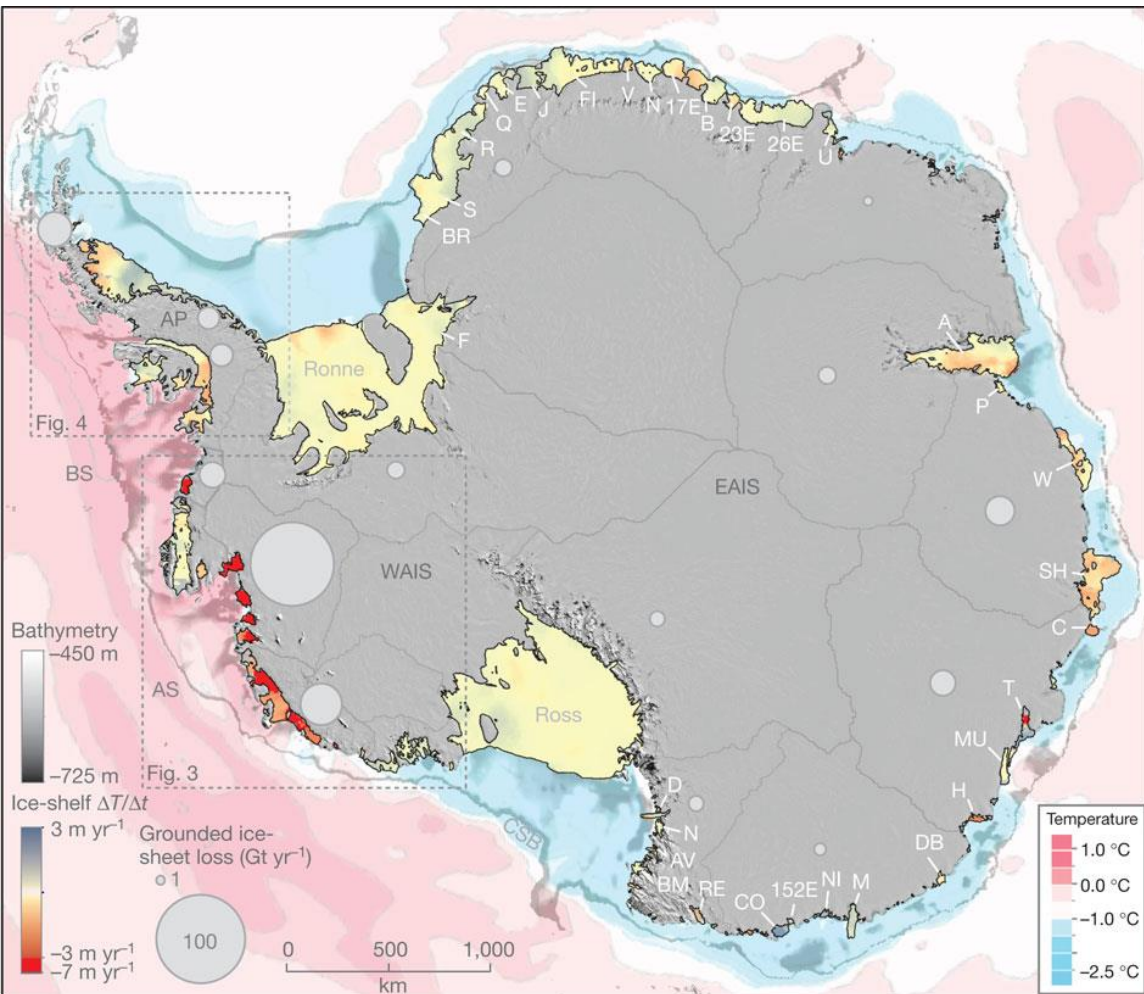 E
J
FI
V
N
17E
B
23E
26E
U
Q
R
S
BR
AP
F
Ronne
A
P
Fig. 4
BS
W
EAIS
WAIS
SH
C
Bathymetry
−450 m
−725 m
AS
Ross
T
MU
Fig. 3
Ice-shelf ΔT/Δt
3 m yr⁻¹
−3 m yr⁻¹
−7 m yr⁻¹
Grounded ice-
sheet loss (Gt yr⁻¹)
1
100
0 500 1,000
km
CSB
D
N
AV
BM
RE
CO
152E
NI
M
H
DB
Temperature
1.0 °C
0.0 °C
−1.0 °C
−2.5 °C